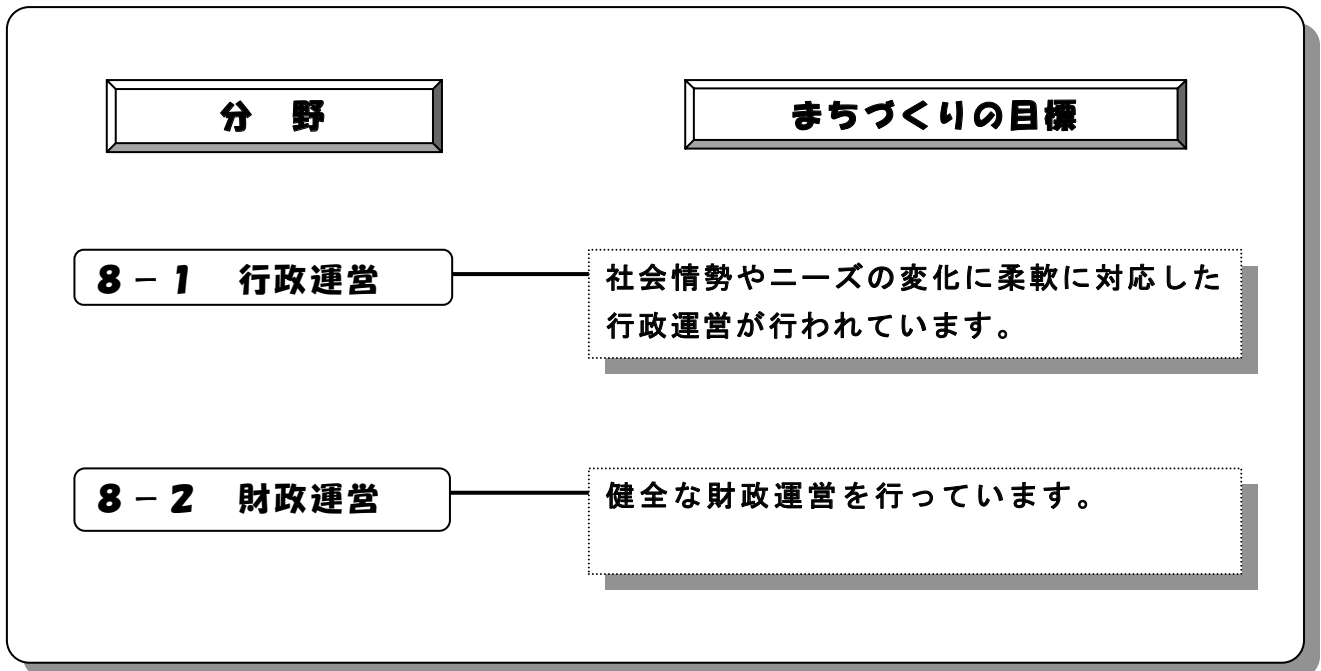 分　野
まちづくりの目標
８－１　行政運営
社会情勢やニーズの変化に柔軟に対応した
行政運営が行われています。
８－２　財政運営
健全な財政運営を行っています。